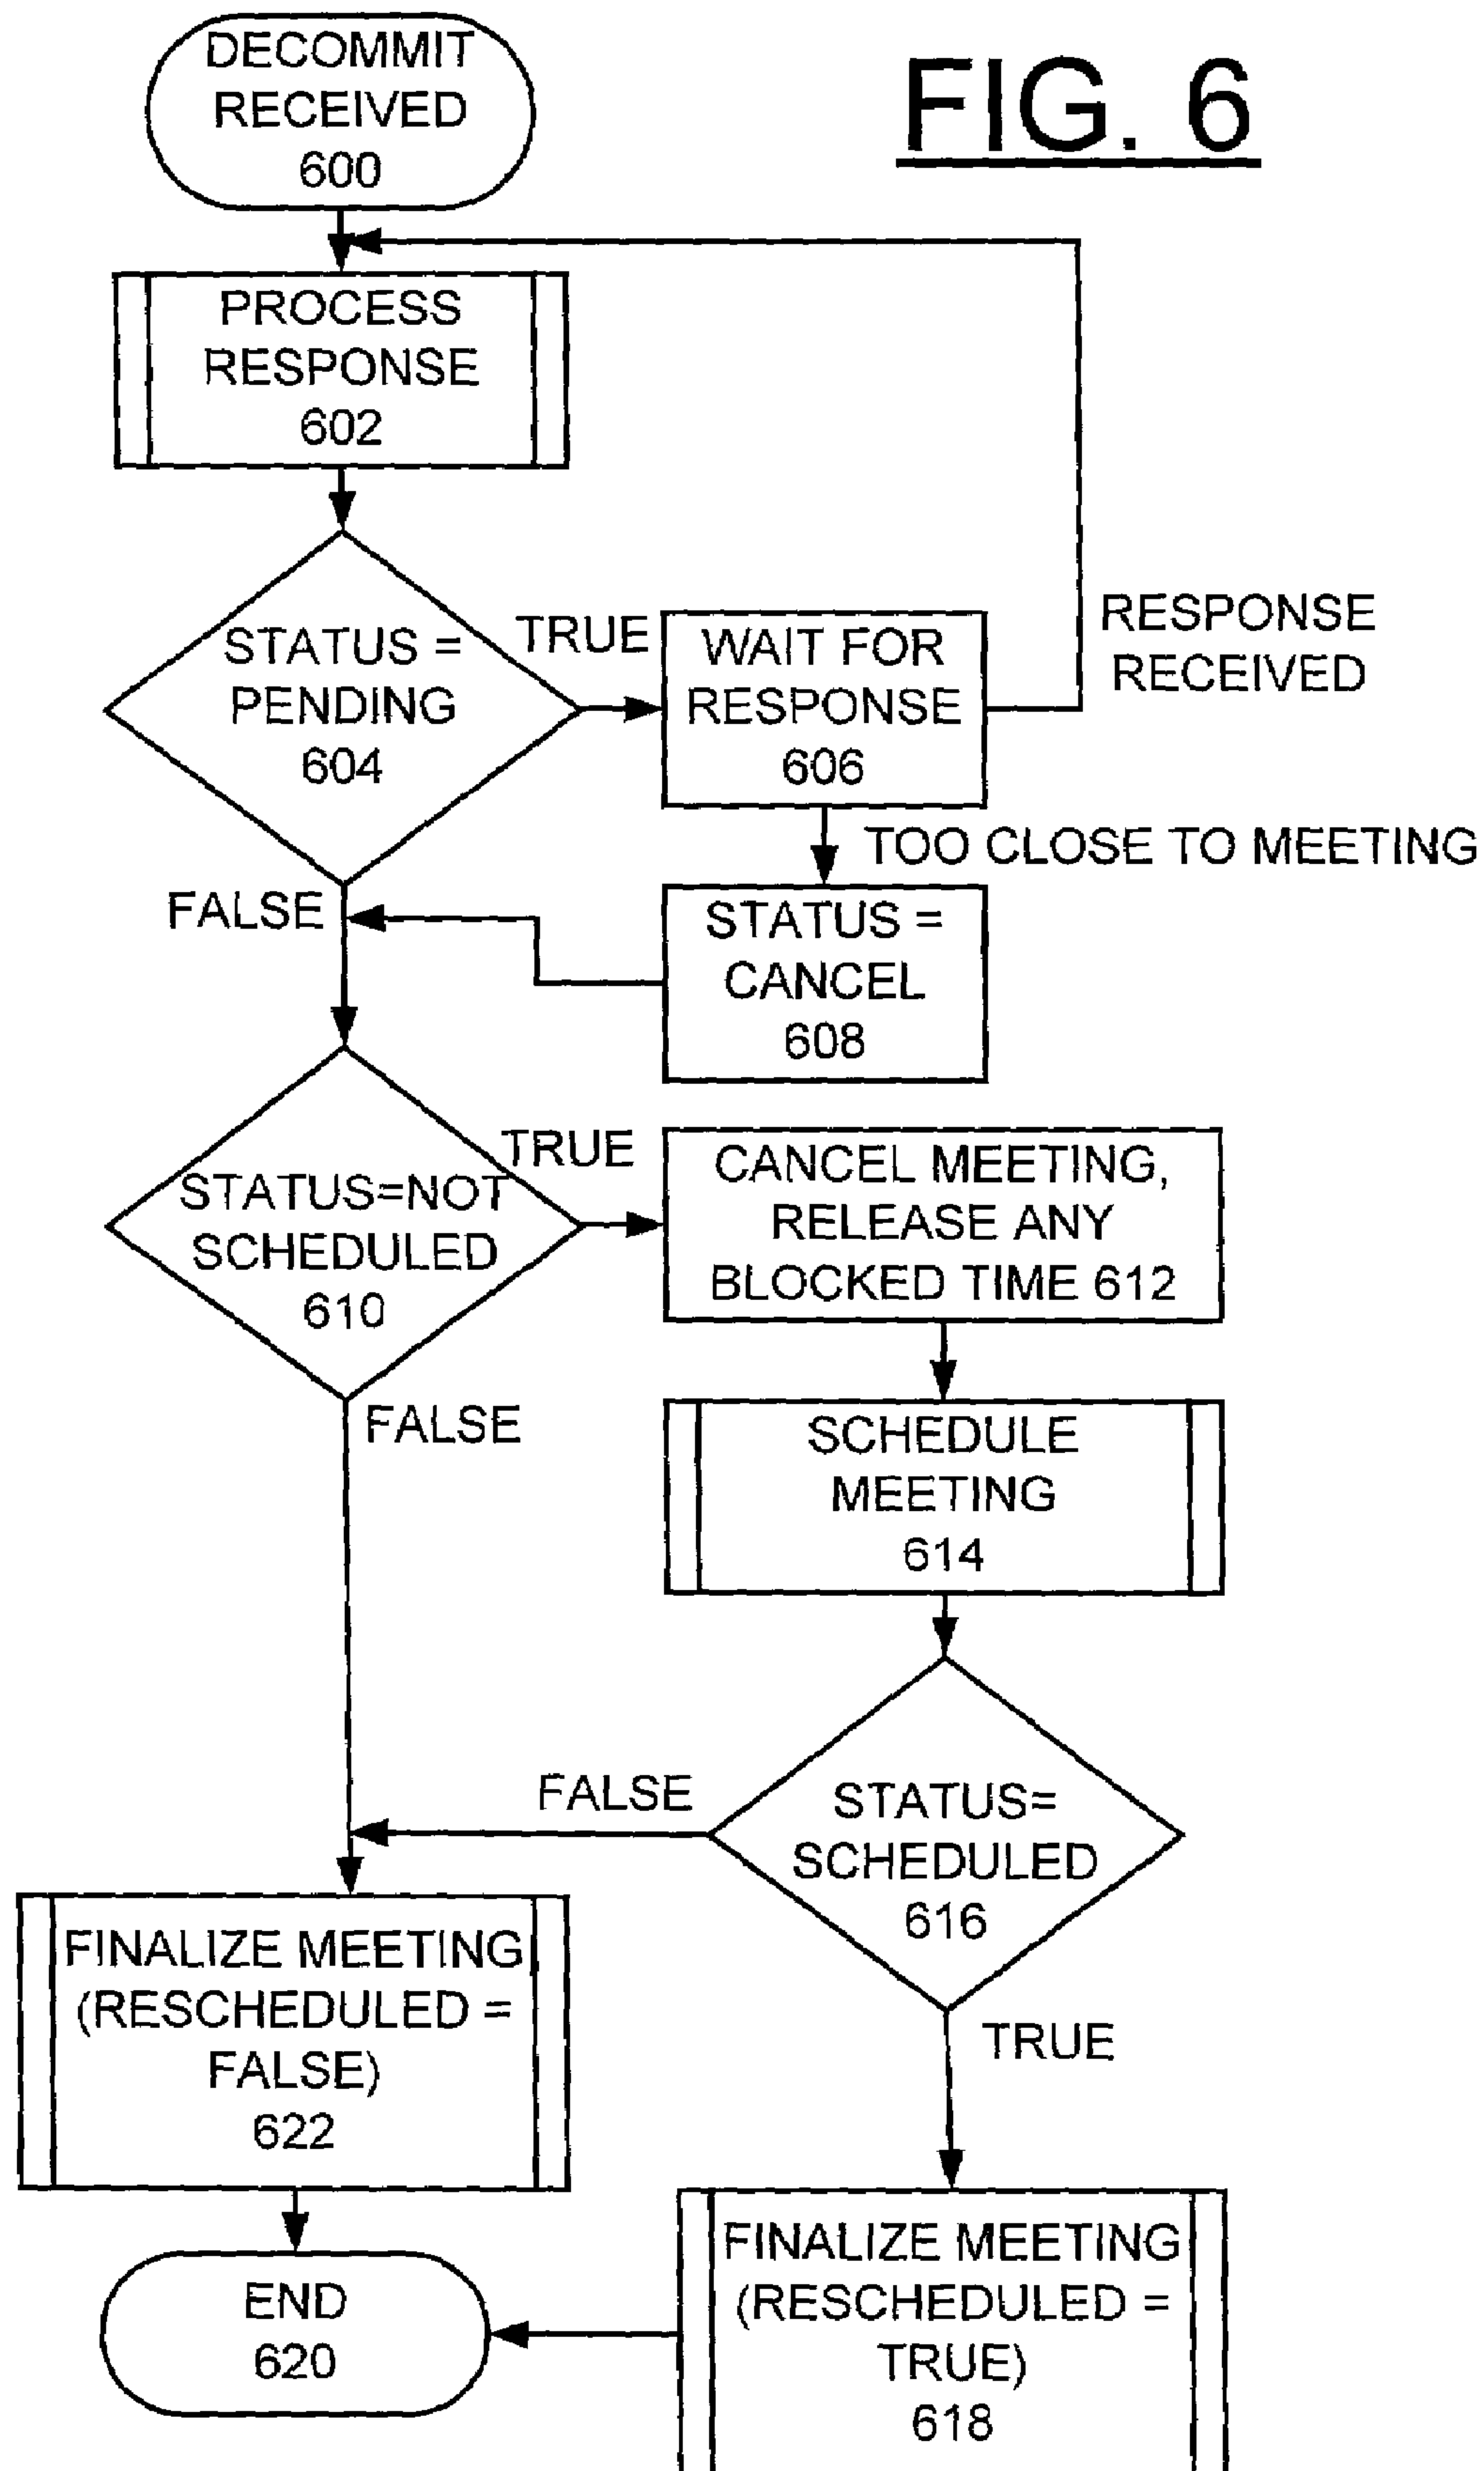 FIG. 6
DECOMMIT
RECEIVED
600
PROCESS
RESPONSE
602
STATUS =
PENDING
604
TRUE
WAIT FOR
RESPONSE
606
RESPONSE
RECEIVED
TOO CLOSE TO MEETING
FALSE
STATUS =
CANCEL
608
STATUS=NOT
SCHEDULED
610
TRUE
CANCEL MEETING,
RELEASE ANY
BLOCKED TIME 612
FALSE
SCHEDULE
MEETING
614
STATUS=
SCHEDULED
616
FALSE
TRUE
FINALIZE MEETING
(RESCHEDULED =
FALSE)
622
FINALIZE MEETING
(RESCHEDULED =
TRUE)
618
END
620